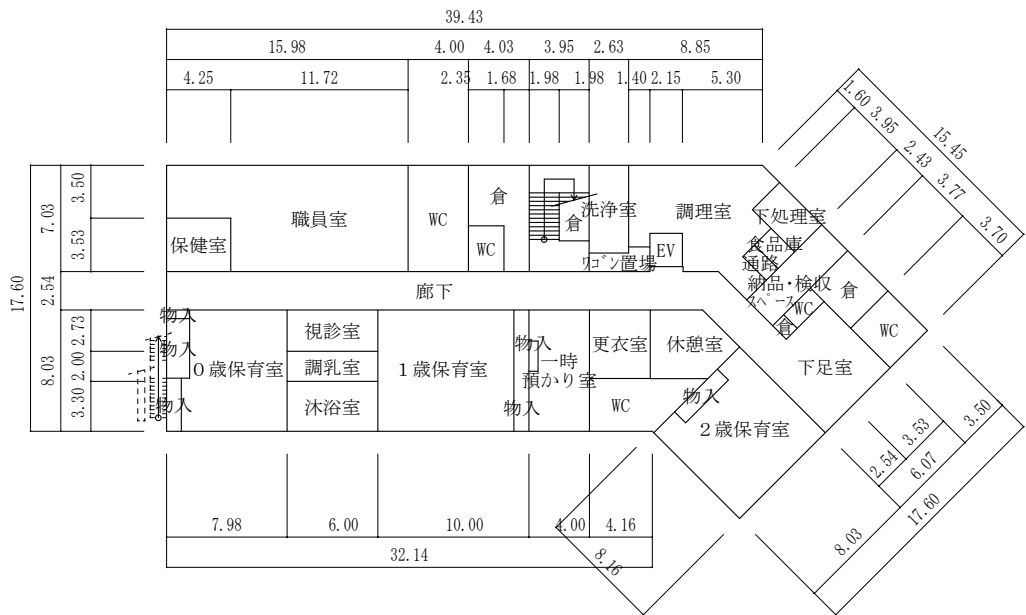 39.43
15.98 4.00 4.03 3.95 2.63 8.85
4.25 11.72 2.35 1.68 1.98 1.98 1.40 2.15 5.30
1.60 3.95 2.43 3.77 3.70
15.45
17.60
7.03 2.54 8.03
3.50 3.53 2.73 2.00 3.30
職員室
保健室
WC
倉
WC
倉
洗浄室
ﾜｺﾞﾝ置場
EV
調理室
下処理室
食品庫
通路
納品・検収
ｽﾍﾟｰｽ
WC
倉
倉
WC
下足室
廊下
物入
物入
物入
0歳保育室
視診室
調乳室
沐浴室
1歳保育室
物入
物入
一時
預かり室
更衣室
休憩室
WC
物入
2歳保育室
2.54 3.53 3.50
6.07
8.03
17.60
7.98 6.00 10.00 4.00 4.16
32.14
8.16